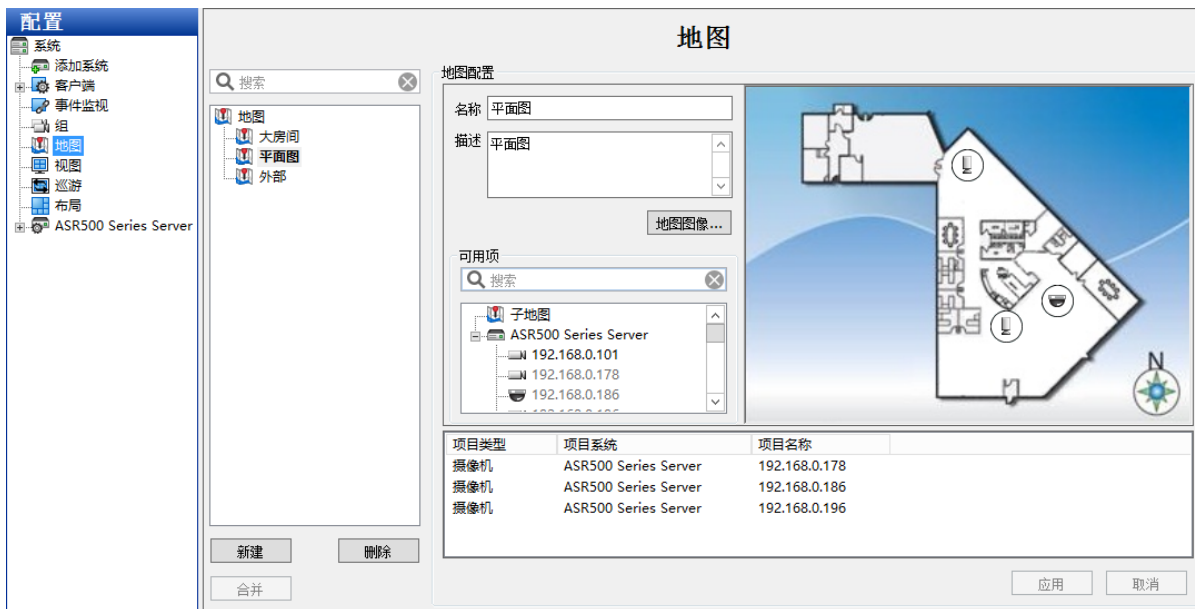 配置
系统
添加系统
客户端
事件监视
组
地图
视图
巡游
布局
ASR500 Series Server
地图
搜索
地图
大房间
平面图
外部
新建
删除
合并
地图配置
名称 平面图
描述 平面图
地图图像...
可用项
搜索
子地图
ASR500 Series Server
192.168.0.101
192.168.0.178
192.168.0.186
N
项目类型 项目系统 项目名称
摄像机 ASR500 Series Server 192.168.0.178
摄像机 ASR500 Series Server 192.168.0.186
摄像机 ASR500 Series Server 192.168.0.196
应用 取消